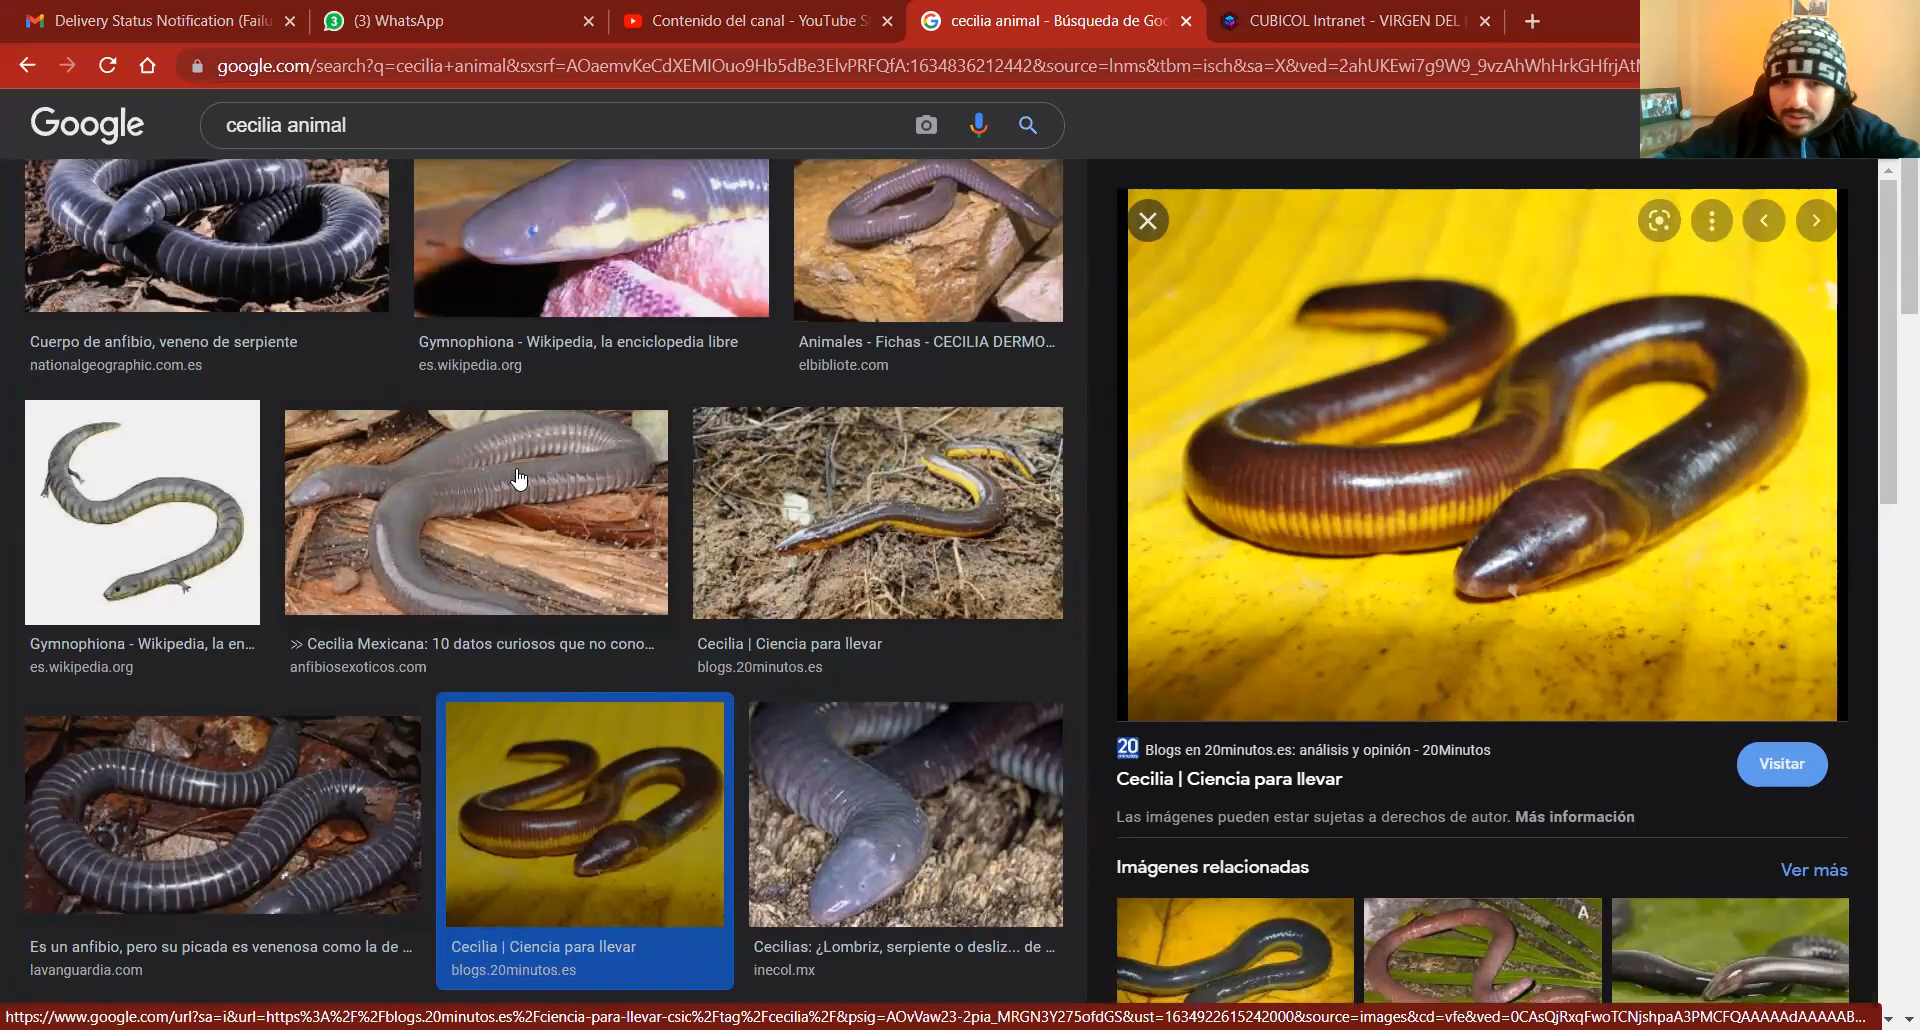 Delivery Status Notification (Failu
(3) WhatsApp
Contenido del canal - YouTube S
cecilia animal - Búsqueda de Goo
CUBICOL Intranet - VIRGEN DEL
google.com/search?q=cecilia+animal&sxsrf=AOaemvKeCdXEMIOuo9Hb5dBe3ElvPRFQfA:1634836212442&source=lnms&tbm=isch&sa=X&ved=2ahUKEwi7g9W9_9vzAhWhHrkGHfrjAtM
CUSC
Google
cecilia animal
Cuerpo de anfibio, veneno de serpiente
nationalgeographic.com.es
Gymnophiona - Wikipedia, la enciclopedia libre
es.wikipedia.org
Animales - Fichas - CECILIA DERMO...
elbibliote.com
Gymnophiona - Wikipedia, la en...
es.wikipedia.org
>> Cecilia Mexicana: 10 datos curiosos que no cono...
anfibiosexoticos.com
Cecilia | Ciencia para llevar
blogs.20minutos.es
Es un anfibio, pero su picada es venenosa como la de ...
lavanguardia.com
Cecilia | Ciencia para llevar
blogs.20minutos.es
Cecilias: ¿Lombriz, serpiente o desliz... de ...
inecol.mx
20 Blogs en 20minutos.es: análisis y opinión - 20Minutos
Cecilia | Ciencia para llevar
Visitar
Las imágenes pueden estar sujetas a derechos de autor. Más información
Imágenes relacionadas
Ver más
A
https://www.google.com/url?sa=i&url=https%3A%2F%2Fblogs.20minutos.es%2Fciencia-para-llevar-csic%2Ftag%2Fcecilia%2F&psig=AOvVaw23-2pia_MRGN3Y275ofdGS&ust=1634922615242000&source=images&cd=vfe&ved=0CAsQjRxqFwoTCNjshpaA3PMCFQAAAAAdAAAAAB...